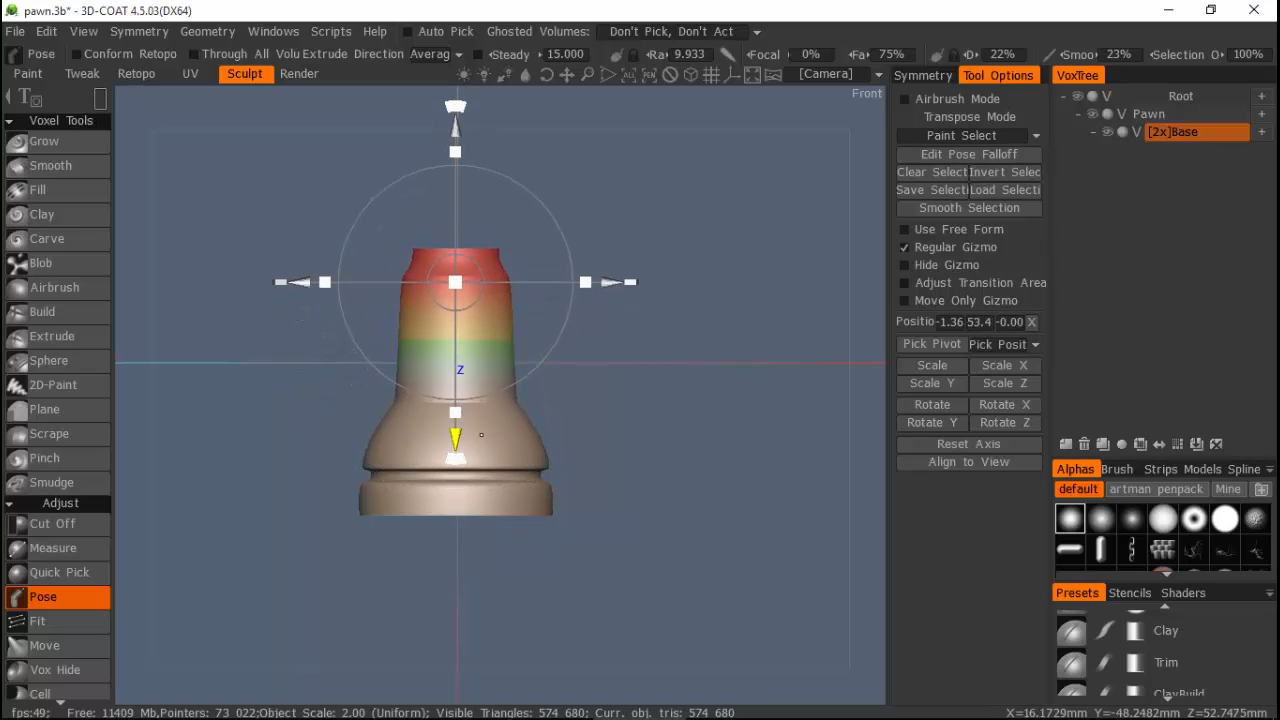 pawn.3b* - 3D-COAT 4.5.03(DX64)
File Edit View Symmetry Geometry Windows Scripts Help Auto Pick Ghosted Volumes: Don't Pick, Don't Act
Pose Conform Retopo Through All Volu Extrude Direction Averag Steady 15.000 Ra 9.933 Focal 0% Fa 75% D 22% Smoo 23% Selection O 100%
Paint Tweak Retopo UV Sculpt Render [Camera]
Front
Voxel Tools
Grow
Smooth
Fill
Clay
Carve
Blob
Airbrush
Build
Extrude
Sphere
2D-Paint
Plane
Scrape
Pinch
Smudge
Adjust
Cut Off
Measure
Quick Pick
Pose
Fit
Move
Vox Hide
Cell
Z
Symmetry Tool Options
Airbrush Mode
Transpose Mode
Paint Select
Edit Pose Falloff
Clear Select Invert Selec
Save Selecti Load Selecti
Smooth Selection
Use Free Form
Regular Gizmo
Hide Gizmo
Adjust Transition Area
Move Only Gizmo
Positio -1.36 53.4 -0.00 X
Pick Pivot Pick Posit
Scale Scale X
Scale Y Scale Z
Rotate Rotate X
Rotate Y Rotate Z
Reset Axis
Align to View
VoxTree
V Root +
V Pawn +
V [2x]Base +
Alphas Brush Strips Models Spline
default artman penpack Mine
Presets Stencils Shaders
Clay
Trim
ClayBuild
fps:49; Free: 11409 Mb,Pointers: 73 022;Object Scale: 2.00 (Uniform); Visible Triangles: 574 680; Curr. obj. tris: 574 680
X=16.1729mm Y=-48.2482mm Z=52.7475mm